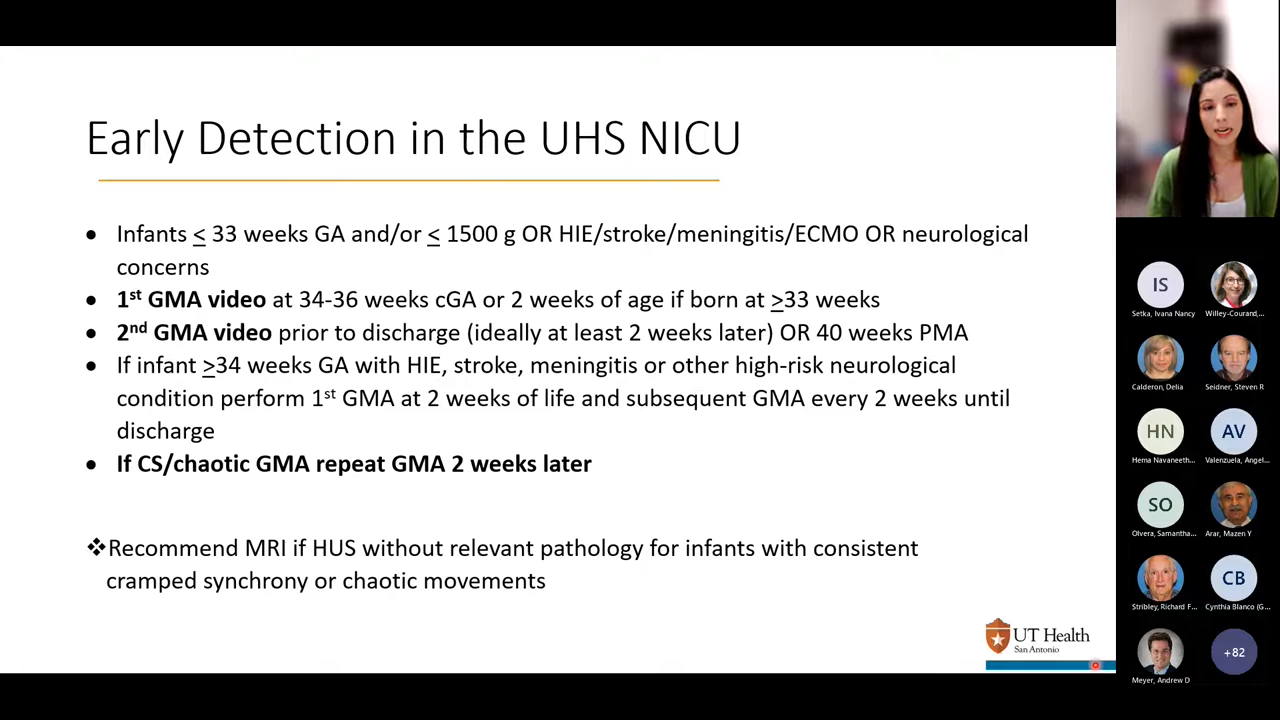 Early Detection in the UHS NICU
• Infants < 33 weeks GA and/or < 1500 g OR HIE/stroke/meningitis/ECMO OR neurological
concerns
• 1st GMA video at 34-36 weeks cGA or 2 weeks of age if born at >33 weeks
• 2nd GMA video prior to discharge (ideally at least 2 weeks later) OR 40 weeks PMA
• If infant >34 weeks GA with HIE, stroke, meningitis or other high-risk neurological
condition perform 1st GMA at 2 weeks of life and subsequent GMA every 2 weeks until
discharge
• If CS/chaotic GMA repeat GMA 2 weeks later
❖Recommend MRI if HUS without relevant pathology for infants with consistent
cramped synchrony or chaotic movements
UT Health
San Antonio
IS
Setka, Ivana Nancy
Willey-Courand,...
Calderon, Delia
Seidner, Steven R
HN
AV
Hema Navaneeth...
Valenzuela, Angel...
SO
Olvera, Samantha...
Arar, Mazen Y
CB
Stribley, Richard F...
Cynthia Blanco (G...
+82
Meyer, Andrew D